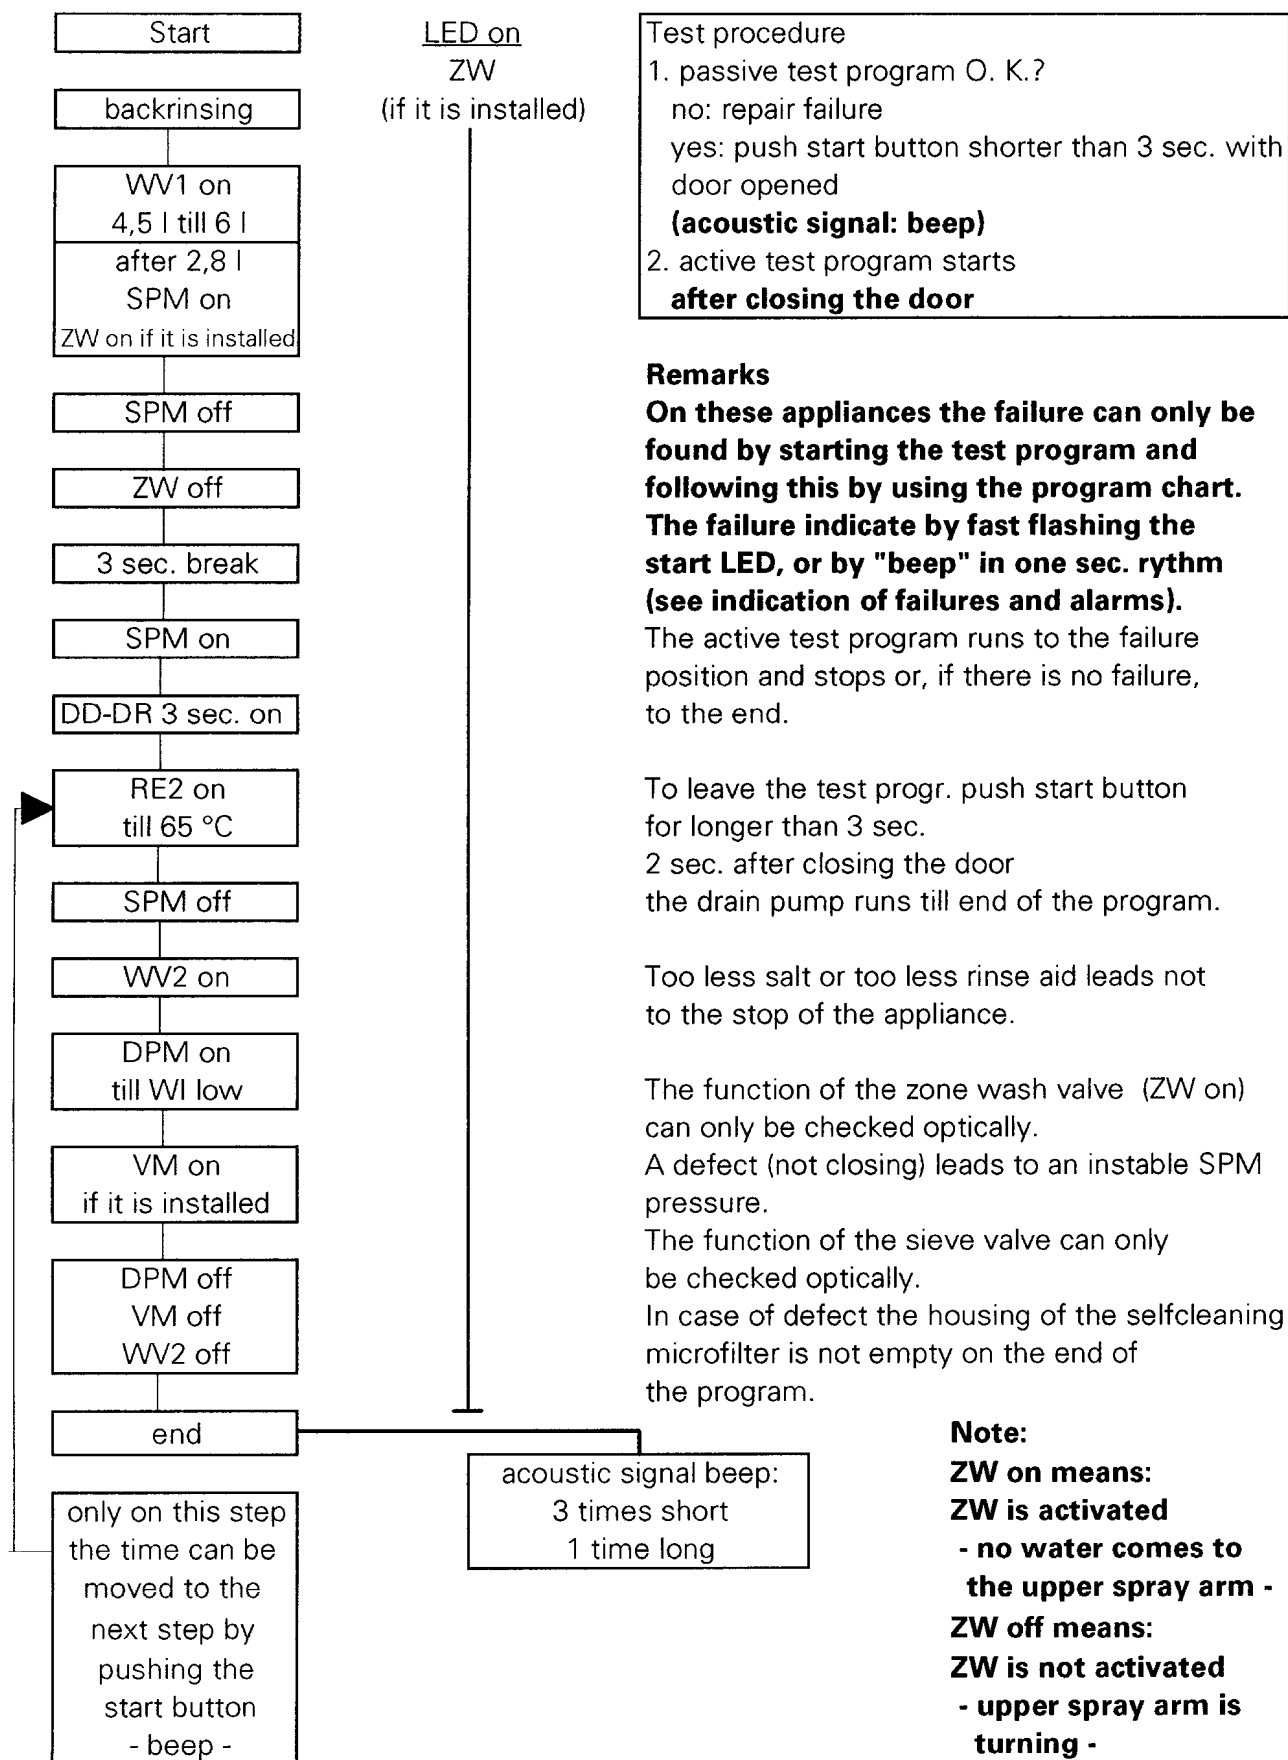 Start
backrinsing
WV1 on
4,5 l till 6 l
after 2,8 l
SPM on
ZW on if it is installed
SPM off
ZW off
3 sec. break
SPM on
DD-DR 3 sec. on
RE2 on
till 65 °C
SPM off
WV2 on
DPM on
till WI low
VM on
if it is installed
DPM off
VM off
WV2 off
end
only on this step
the time can be
moved to the
next step by
pushing the
start button
- beep -
LED on
ZW
(if it is installed)
acoustic signal beep:
3 times short
1 time long
Test procedure
1. passive test program O. K.?
no: repair failure
yes: push start button shorter than 3 sec. with
door opened
(acoustic signal: beep)
2. active test program starts
after closing the door
Remarks
On these appliances the failure can only be
found by starting the test program and
following this by using the program chart.
The failure indicate by fast flashing the
start LED, or by "beep" in one sec. rythm
(see indication of failures and alarms).
The active test program runs to the failure
position and stops or, if there is no failure,
to the end.
To leave the test progr. push start button
for longer than 3 sec.
2 sec. after closing the door
the drain pump runs till end of the program.
Too less salt or too less rinse aid leads not
to the stop of the appliance.
The function of the zone wash valve (ZW on)
can only be checked optically.
A defect (not closing) leads to an instable SPM
pressure.
The function of the sieve valve can only
be checked optically.
In case of defect the housing of the selfcleaning
microfilter is not empty on the end of
the program.
Note:
ZW on means:
ZW is activated
- no water comes to
the upper spray arm -
ZW off means:
ZW is not activated
- upper spray arm is
turning -